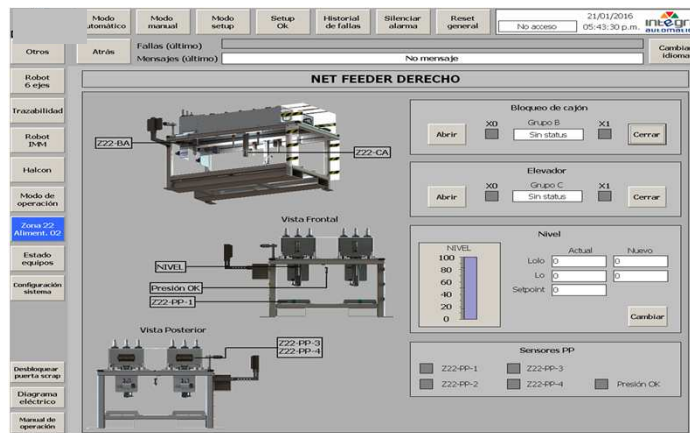 Modo automático
Modo manual
Modo setup
Setup Ok
Historial de fallas
Silenciar alarma
Reset general
No acceso
21/01/2016
05:43:30 p.m.
integr
automati
Otros
Atrás
Fallas (último)
Mensajes (último)
No mensaje
Cambia
idioma
NET FEEDER DERECHO
Robot 6 ejes
Trazabilidad
Robot IMM
Halcon
Modo de operación
Zona 22 Aliment. 02
Estado equipos
Configuración sistema
Desbloquear puerta scrap
Diagrama eléctrico
Manual de operación
Z22-BA
Z22-CA
Vista Frontal
NIVEL
Presión OK
Z22-PP-1
Vista Posterior
Z22-PP-3
Z22-PP-4
Bloqueo de cajón
Abrir
X0
Grupo B
Sin status
X1
Cerrar
Elevador
Abrir
X0
Grupo C
Sin status
X1
Cerrar
Nivel
NIVEL
100
80
60
40
20
0
Actual
Nuevo
Lolo
0
0
Lo
0
0
Setpoint
0
Cambiar
Sensores PP
Z22-PP-1
Z22-PP-3
Z22-PP-2
Z22-PP-4
Presión OK